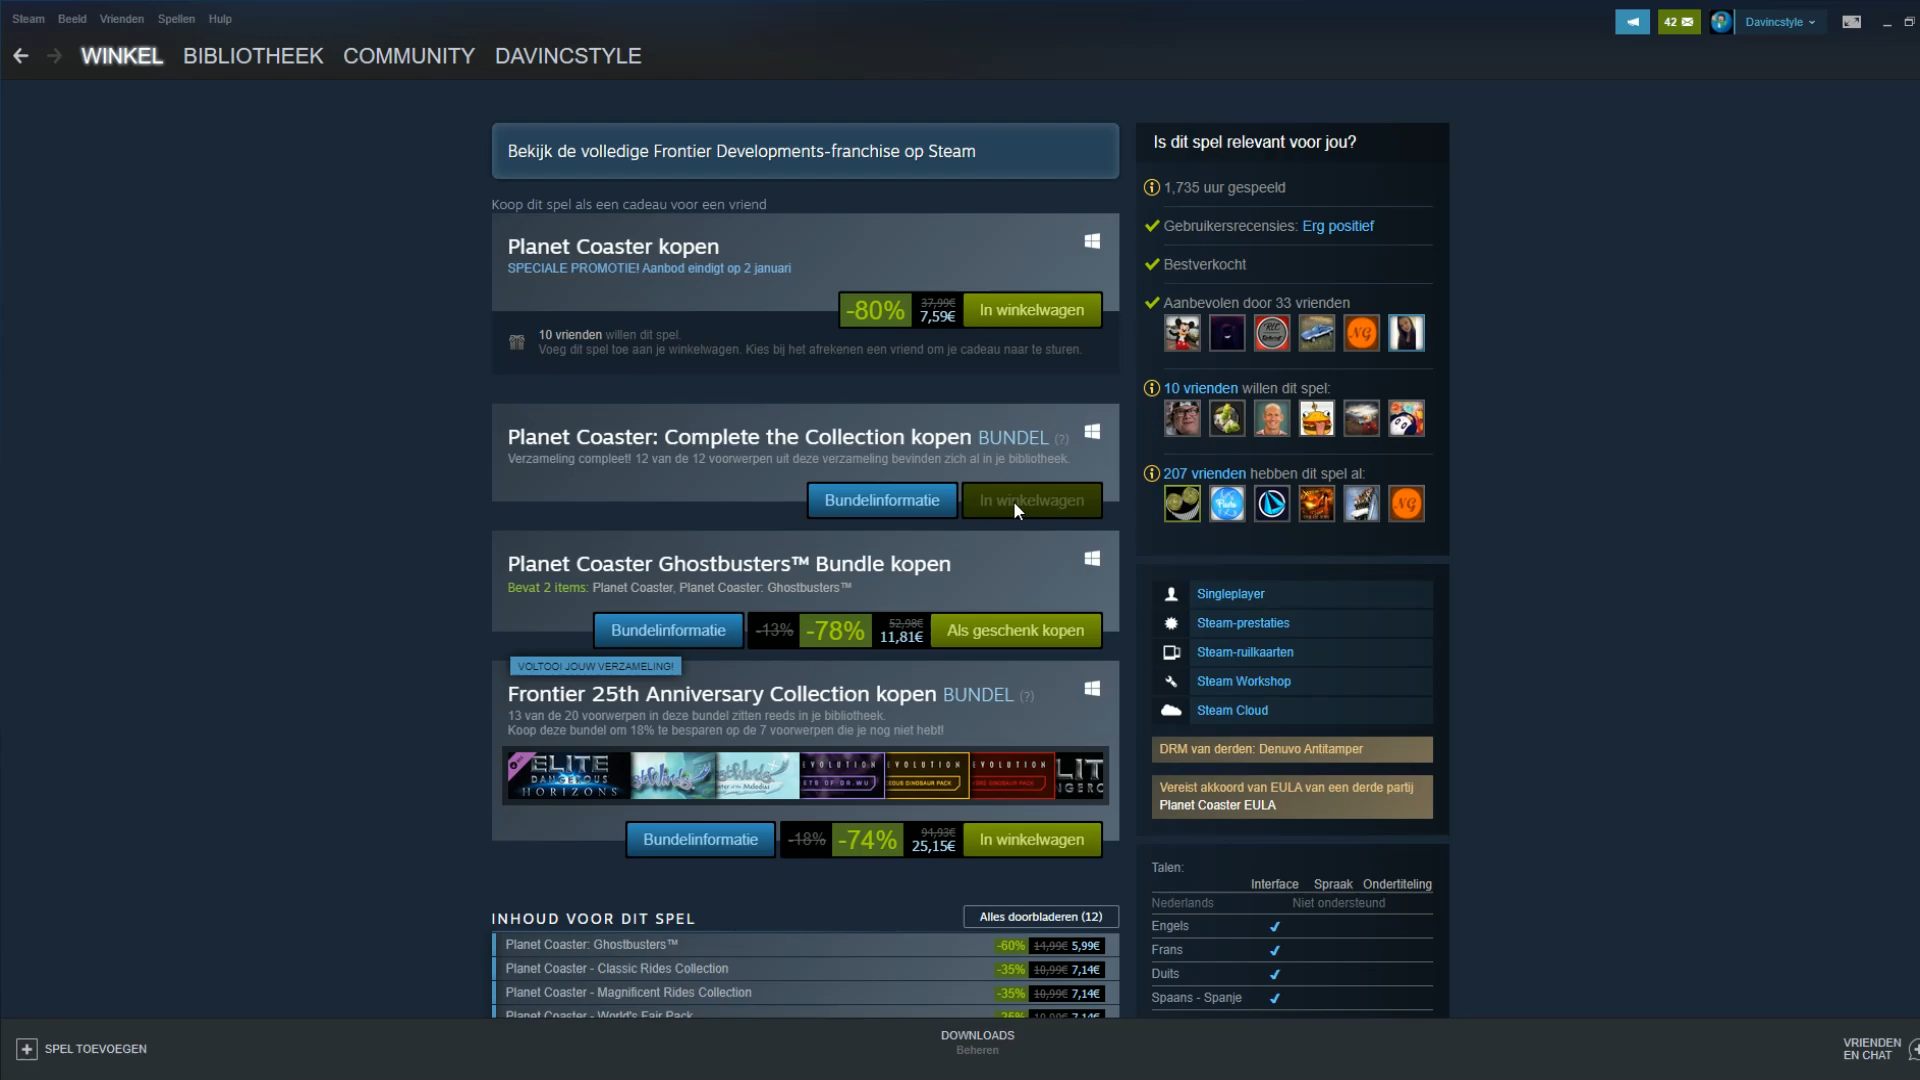 Steam Beeld Vrienden Spellen Hulp
42
Davincstyle
WINKEL BIBLIOTHEEK COMMUNITY DAVINCSTYLE
Bekijk de volledige Frontier Developments-franchise op Steam
Koop dit spel als een cadeau voor een vriend
Planet Coaster kopen
SPECIALE PROMOTIE! Aanbod eindigt op 2 januari
-80% 37,99€ 7,59€ In winkelwagen
10 vrienden willen dit spel.
Voeg dit spel toe aan je winkelwagen. Kies bij het afrekenen een vriend om je cadeau naar te sturen.
Planet Coaster: Complete the Collection kopen BUNDEL (?)
Verzameling compleet! 12 van de 12 voorwerpen uit deze verzameling bevinden zich al in je bibliotheek.
Bundelinformatie In winkelwagen
Planet Coaster Ghostbusters™ Bundle kopen
Bevat 2 items: Planet Coaster, Planet Coaster: Ghostbusters™
Bundelinformatie -13% -78% 52,98€ 11,81€ Als geschenk kopen
VOLTOOI JOUW VERZAMELING!
Frontier 25th Anniversary Collection kopen BUNDEL (?)
13 van de 20 voorwerpen in deze bundel zitten reeds in je bibliotheek.
Koop deze bundel om 18% te besparen op de 7 voorwerpen die je nog niet hebt!
ELITE DANGEROUS HORIZONS
Bundelinformatie -18% -74% 94,93€ 25,15€ In winkelwagen
INHOUD VOOR DIT SPEL
Alles doorbladeren (12)
Planet Coaster: Ghostbusters™ -60% 14,99€ 5,99€
Planet Coaster - Classic Rides Collection -35% 10,99€ 7,14€
Planet Coaster - Magnificent Rides Collection -35% 10,99€ 7,14€
Planet Coaster - World's Fair Pack -35% 10,99€ 7,14€
Is dit spel relevant voor jou?
1,735 uur gespeeld
Gebruikersrecensies: Erg positief
Bestverkocht
Aanbevolen door 33 vrienden
NG
10 vrienden willen dit spel:
207 vrienden hebben dit spel al:
NG
Singleplayer
Steam-prestaties
Steam-ruilkaarten
Steam Workshop
Steam Cloud
DRM van derden: Denuvo Antitamper
Vereist akkoord van EULA van een derde partij
Planet Coaster EULA
Talen:
Interface Spraak Ondertiteling
Nederlands Niet ondersteund
Engels
Frans
Duits
Spaans - Spanje
SPEL TOEVOEGEN
DOWNLOADS
Beheren
VRIENDEN
EN CHAT